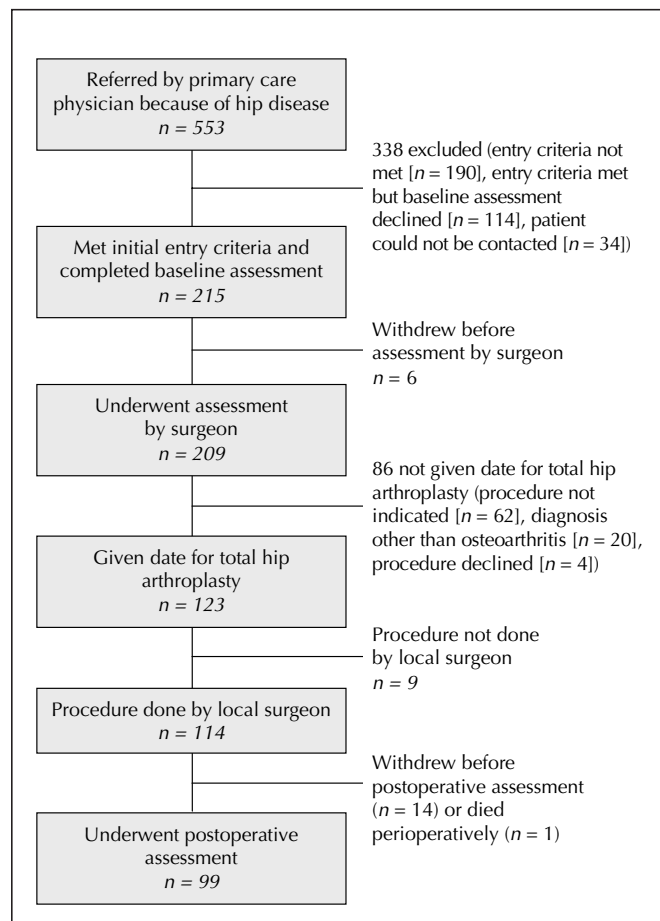 Referred by primary care
physician because of hip disease
n = 553
338 excluded (entry criteria not
met [n = 190], entry criteria met
but baseline assessment
declined [n = 114], patient
could not be contacted [n = 34])
Met initial entry criteria and
completed baseline assessment
n = 215
Withdrew before
assessment by surgeon
n = 6
Underwent assessment
by surgeon
n = 209
86 not given date for total hip
arthroplasty (procedure not
indicated [n = 62], diagnosis
other than osteoarthritis [n = 20],
procedure declined [n = 4])
Given date for total hip
arthroplasty
n = 123
Procedure not done
by local surgeon
n = 9
Procedure done by local surgeon
n = 114
Withdrew before
postoperative assessment
(n = 14) or died
perioperatively (n = 1)
Underwent postoperative
assessment
n = 99